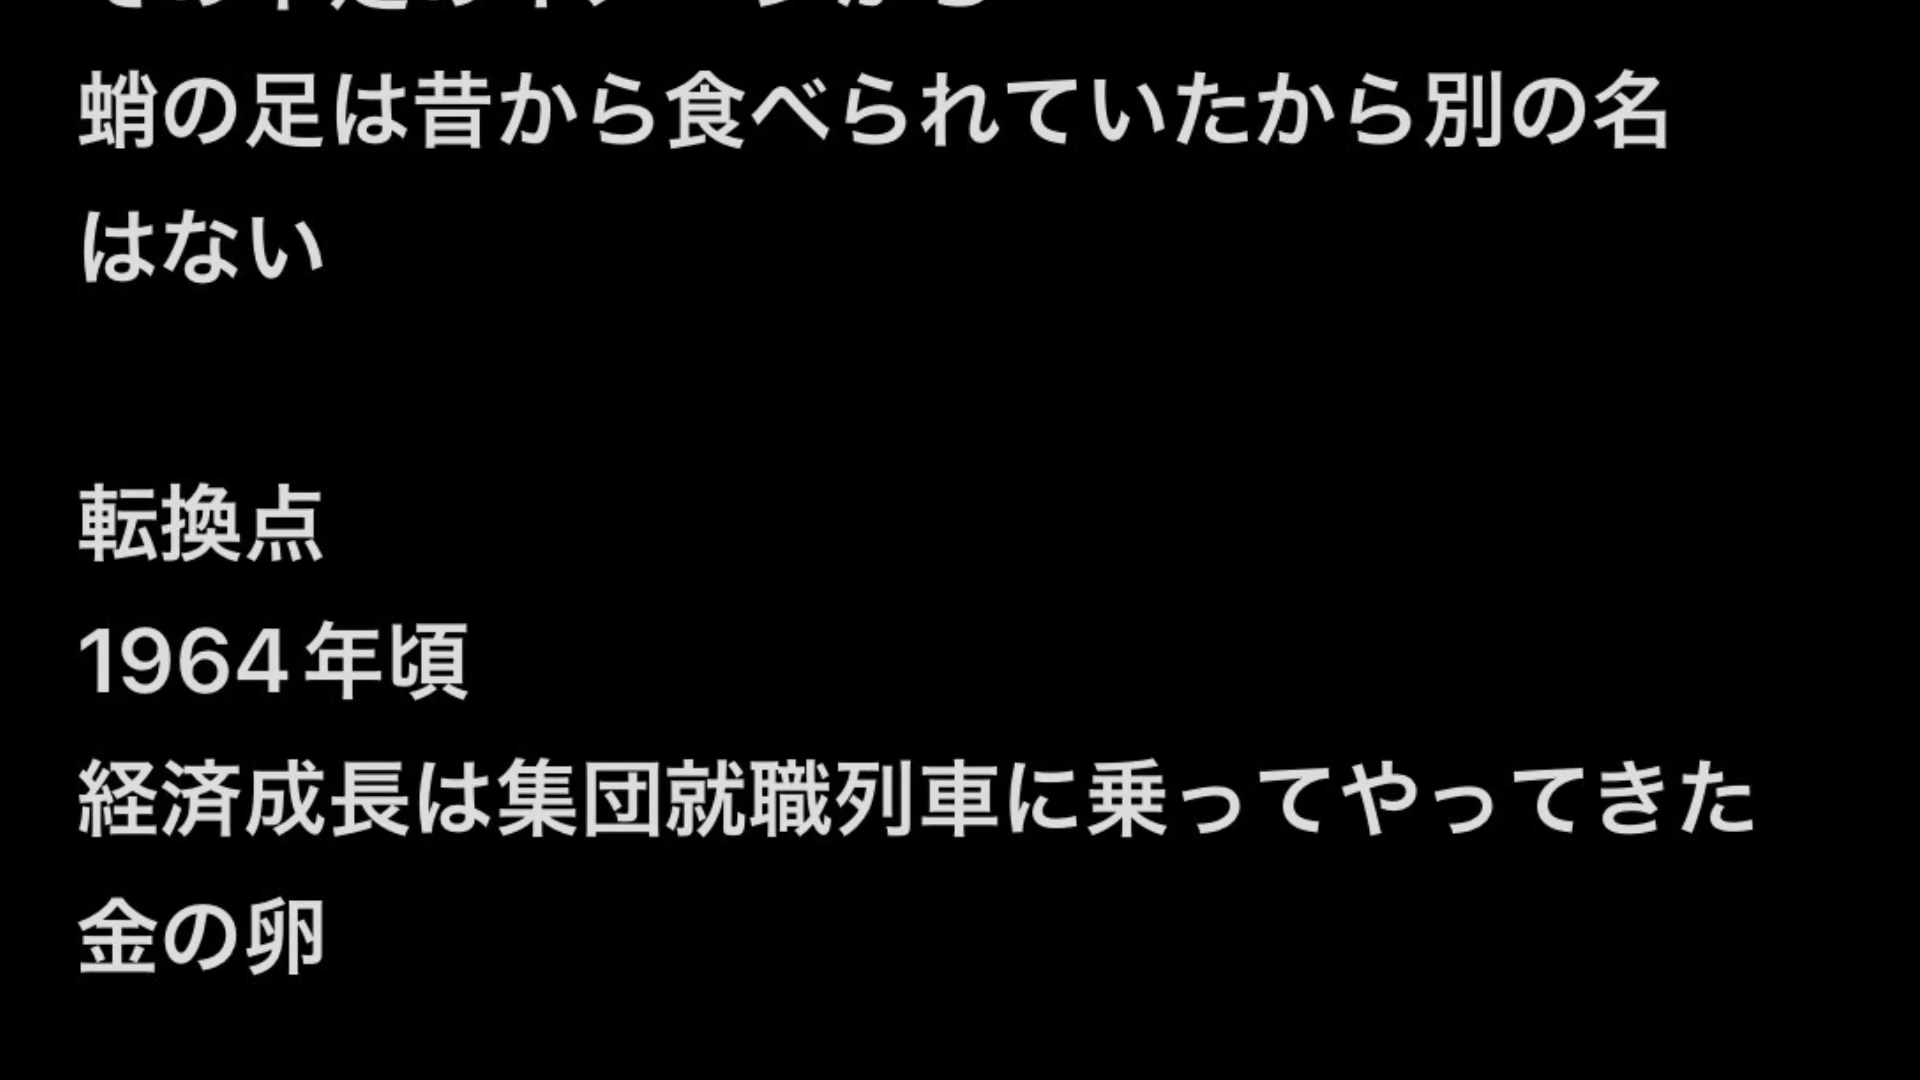 蛸の足は昔から食べられていたから別の名
はない
転換点
1964年頃
経済成長は集団就職列車に乗ってやってきた
金の卵